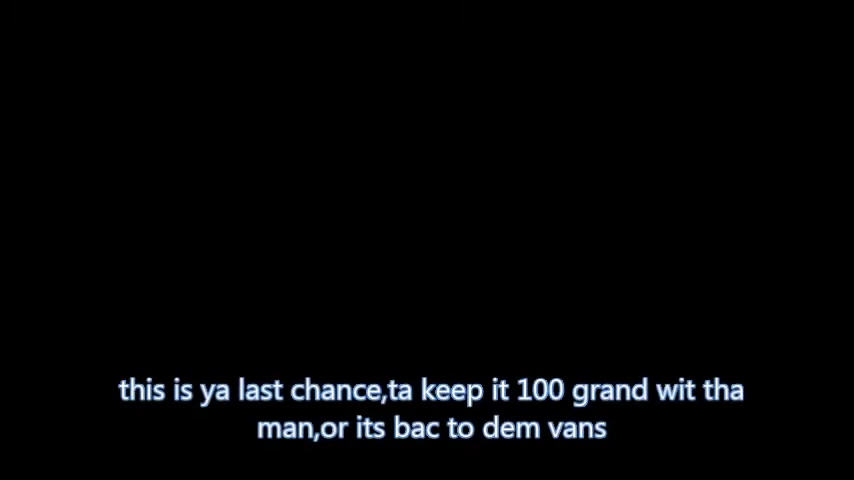 this is ya last chance,ta keep it 100 grand wit tha
man,or its bac to dem vans